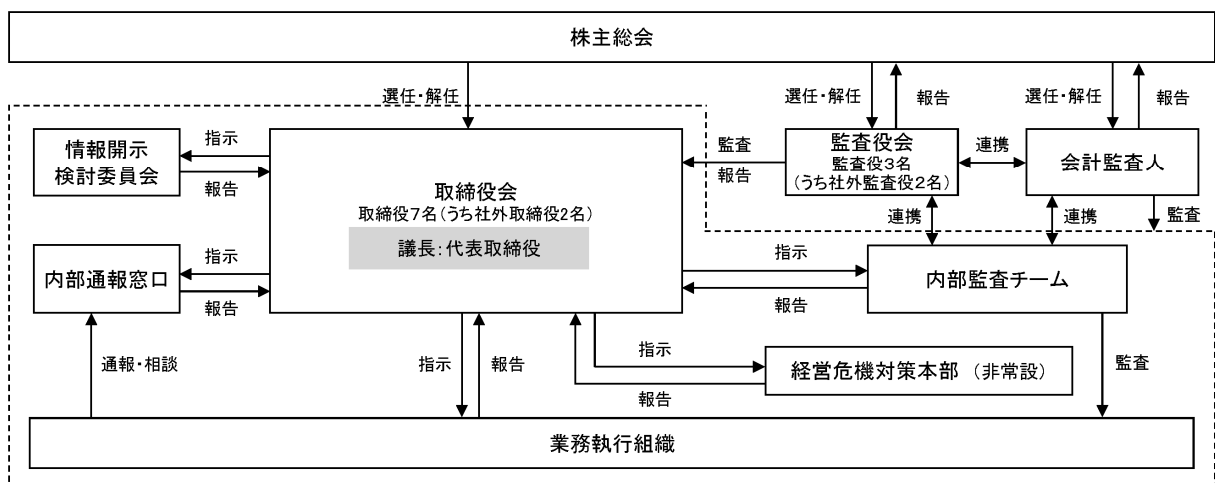 株主総会
選任・解任
選任・解任
報告
選任・解任
報告
情報開示
検討委員会
指示
報告
取締役会
取締役7名(うち社外取締役2名)
議長:代表取締役
監査
報告
監査役会
監査役3名
(うち社外監査役2名)
連携
会計監査人
連携
連携
監査
内部通報窓口
指示
報告
指示
報告
内部監査チーム
通報・相談
指示
報告
指示
報告
経営危機対策本部 (非常設)
監査
業務執行組織